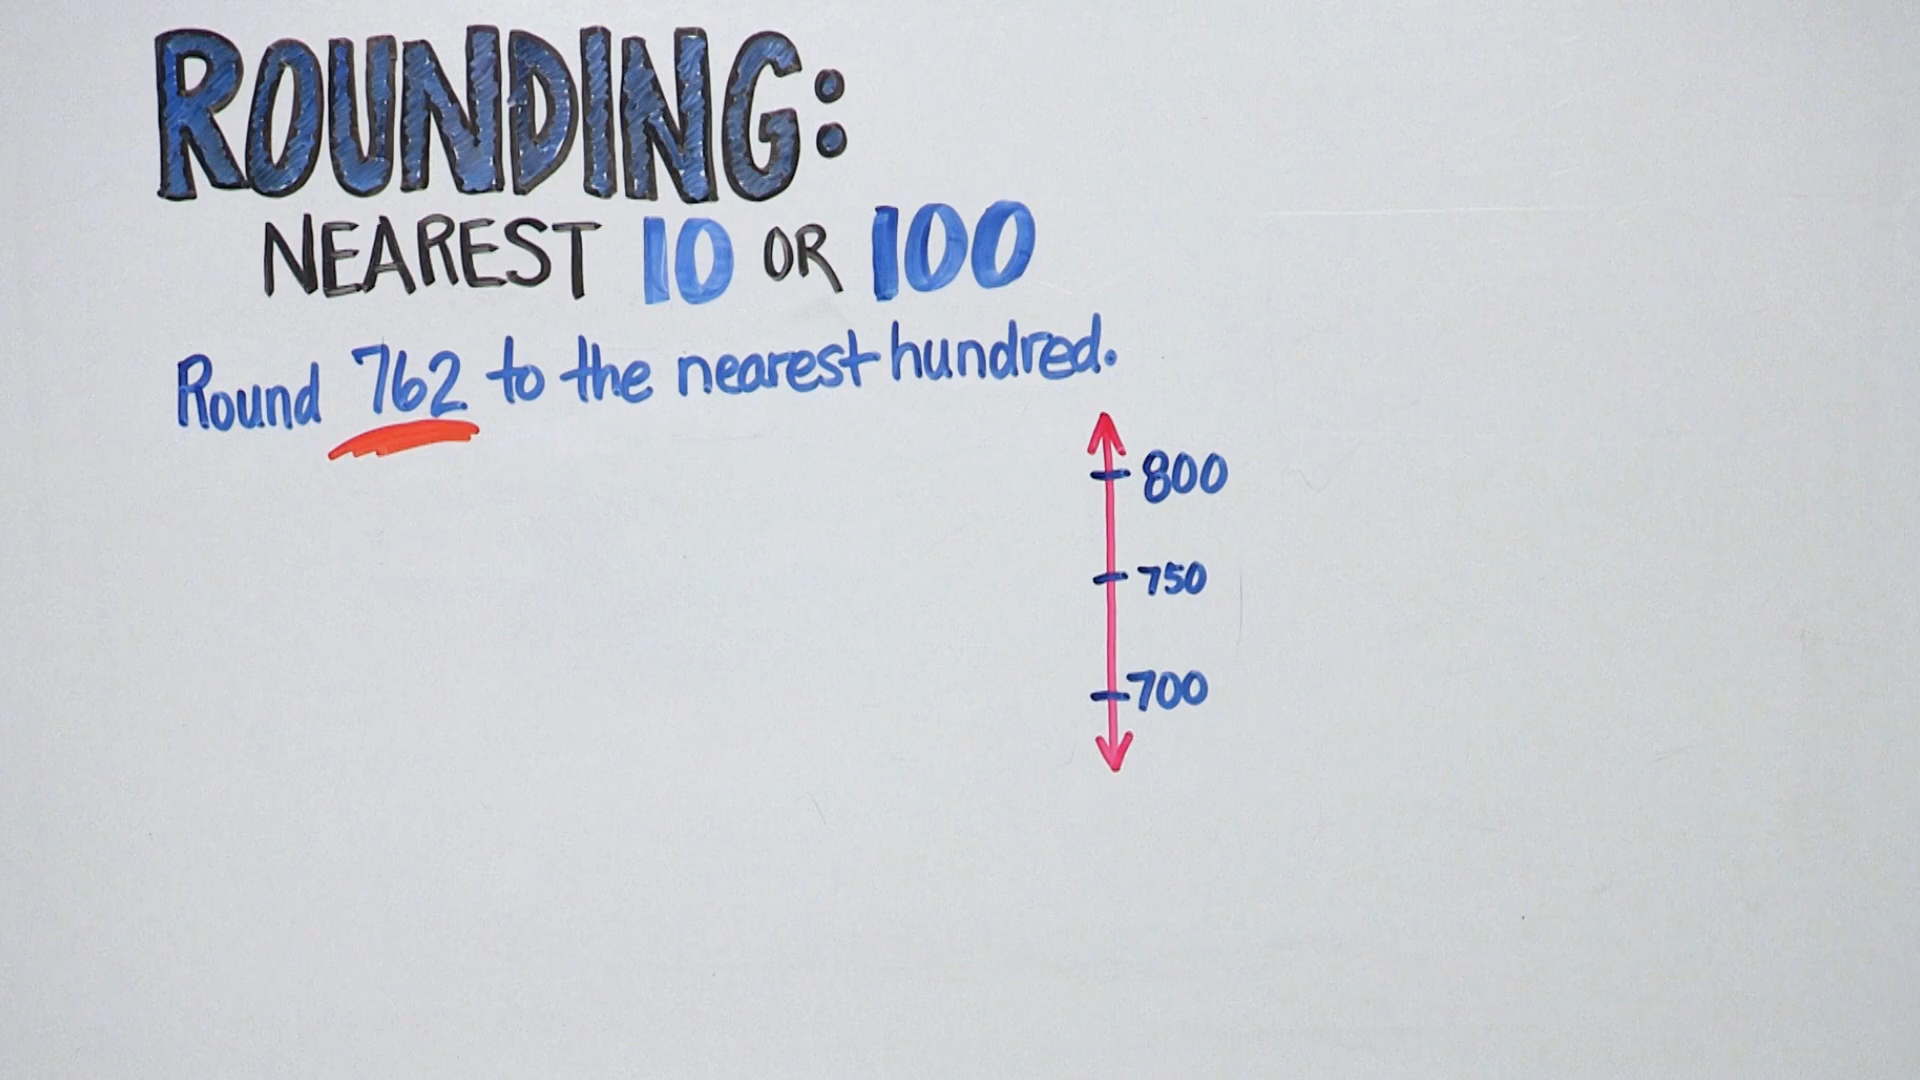 ROUNDING:
NEAREST 10 OR 100
Round 762 to the nearest hundred.
800
750
700